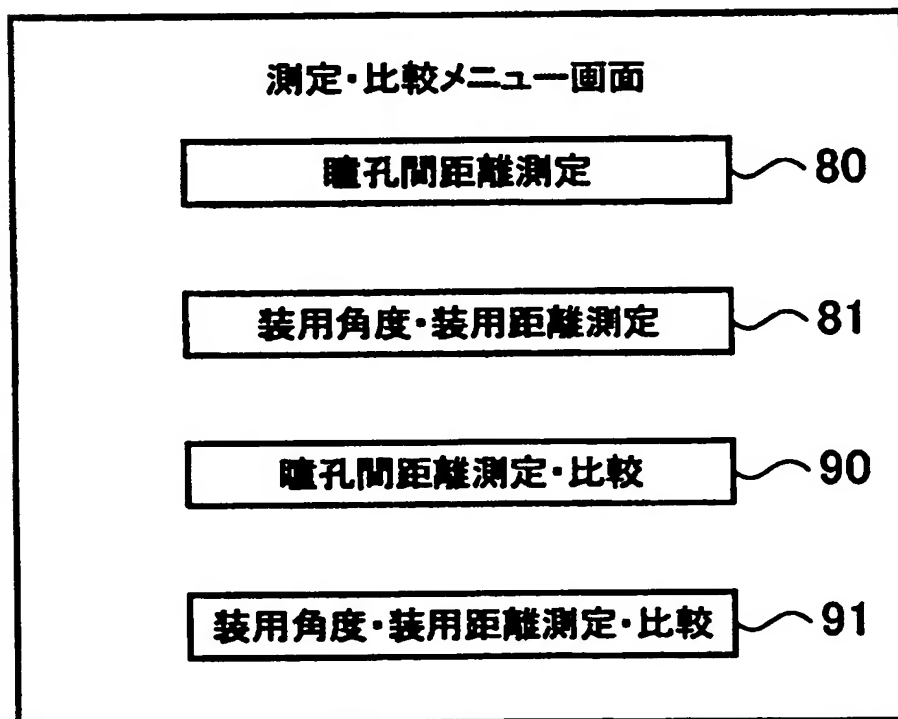 測定・比較メニュー画面
瞳孔間距離測定 80
装用角度・装用距離測定 81
瞳孔間距離測定・比較 90
装用角度・装用距離測定・比較 91